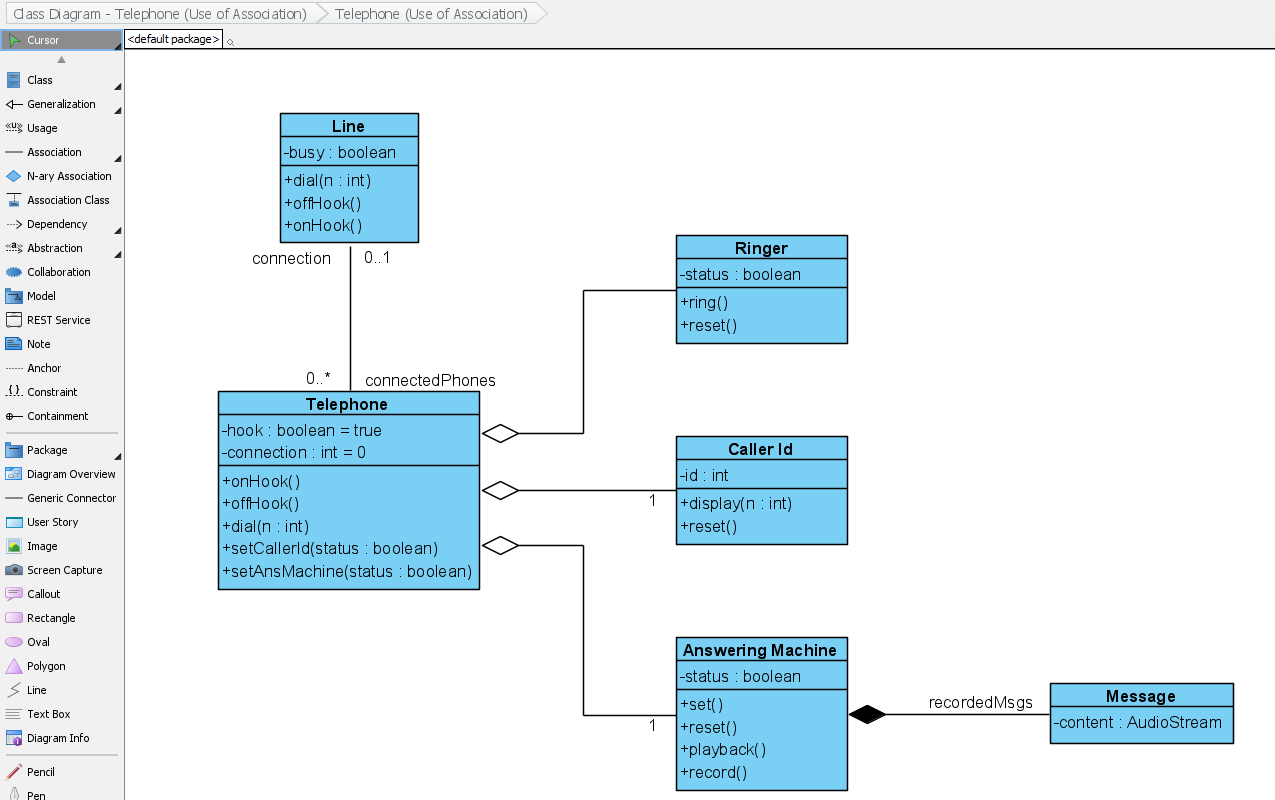 Class Diagram - Telephone (Use of Association)
Telephone (Use of Association)
Cursor
<default package>
Class
Generalization
Usage
Association
N-ary Association
Association Class
Dependency
Abstraction
Collaboration
Model
REST Service
Note
Anchor
Constraint
Containment
Package
Diagram Overview
Generic Connector
User Story
Image
Screen Capture
Callout
Rectangle
Oval
Polygon
Line
Text Box
Diagram Info
Pencil
Pen
Line
-busy : boolean
+dial(n : int)
+offHook()
+onHook()
connection
0..1
0..*
connectedPhones
Telephone
-hook : boolean = true
-connection : int = 0
+onHook()
+offHook()
+dial(n : int)
+setCallerId(status : boolean)
+setAnsMachine(status : boolean)
Ringer
-status : boolean
+ring()
+reset()
1
Caller Id
-id : int
+display(n : int)
+reset()
1
Answering Machine
-status : boolean
+set()
+reset()
+playback()
+record()
recordedMsgs
Message
-content : AudioStream